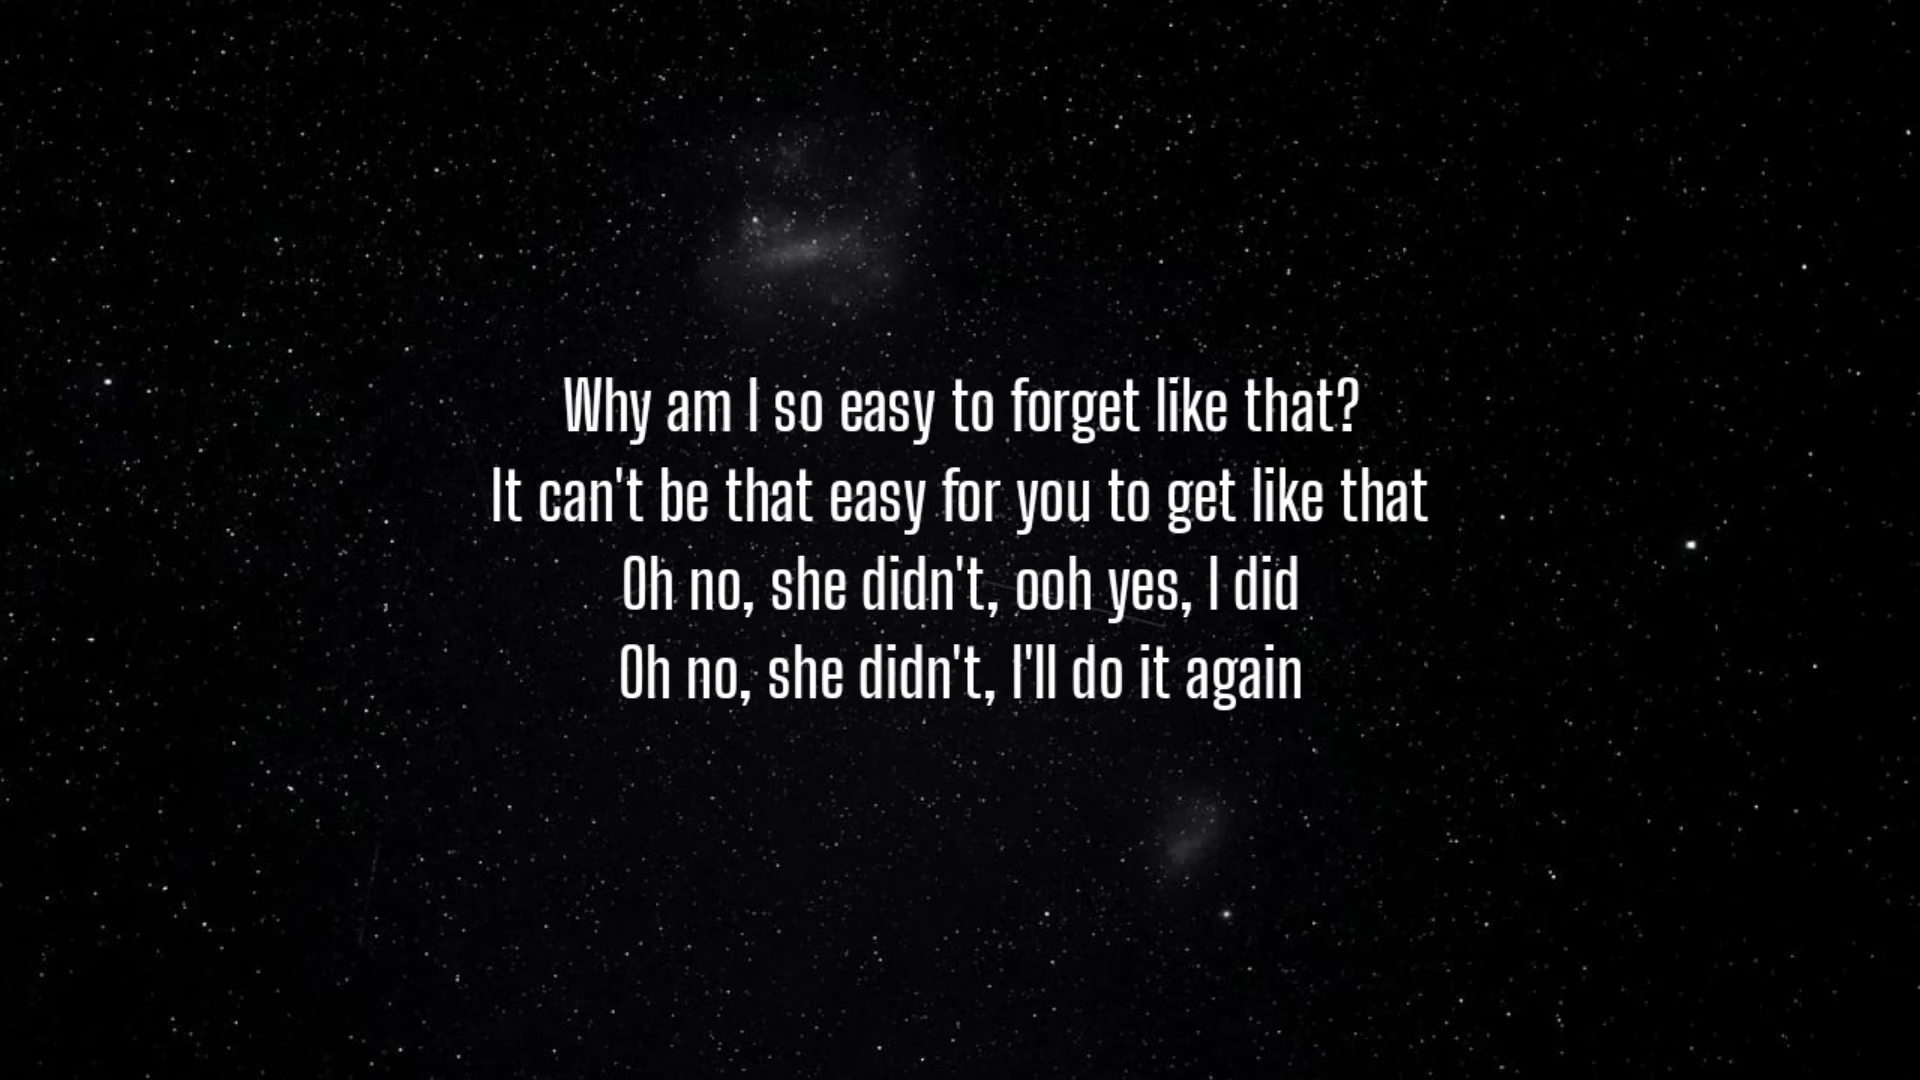 Why am I so easy to forget like that?
It can't be that easy for you to get like that
Oh no, she didn't, ooh yes, I did
Oh no, she didn't, I'll do it again